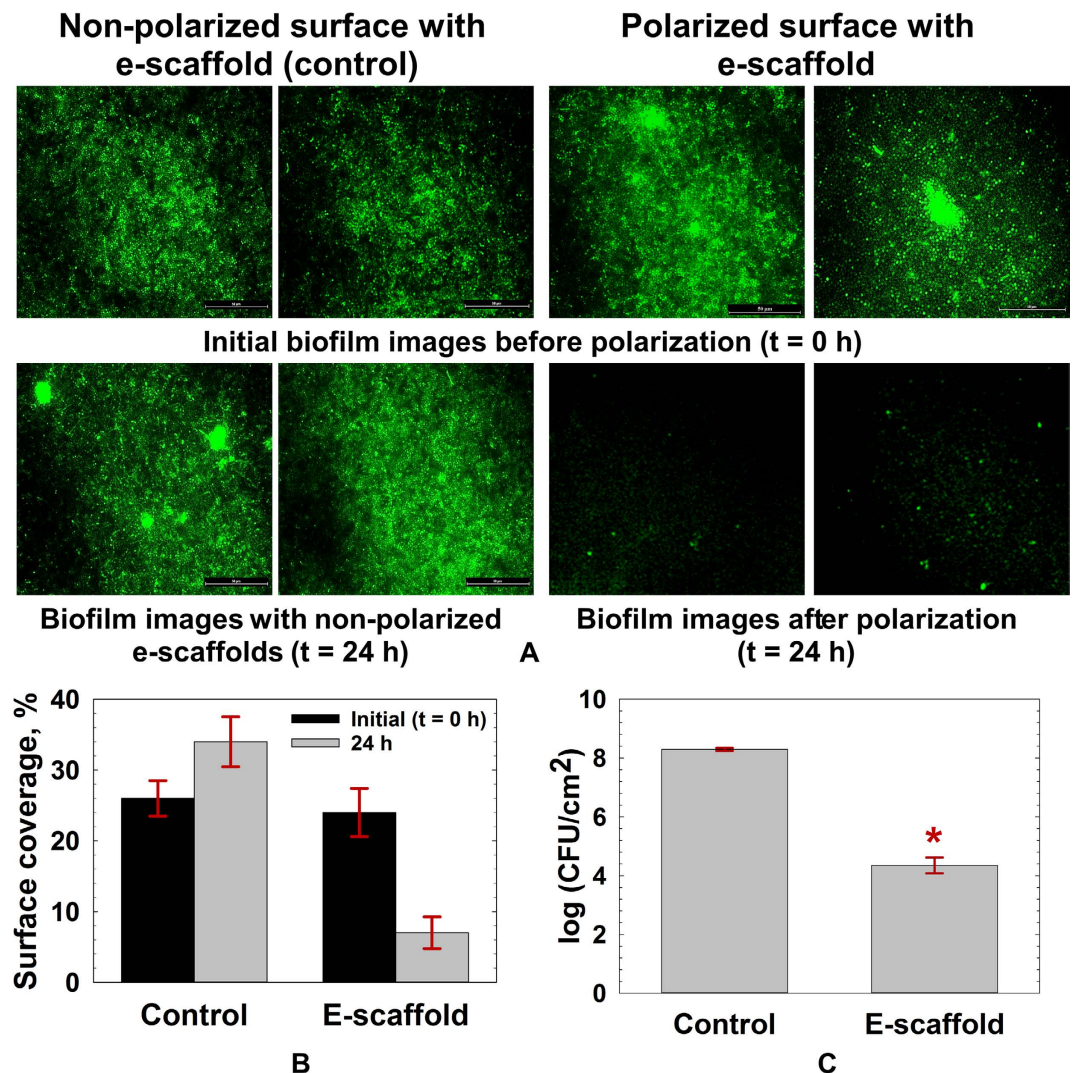 Non-polarized surface with
e-scaffold (control)
Polarized surface with
e-scaffold
50 µm
Initial biofilm images before polarization (t = 0 h)
Biofilm images with non-polarized
e-scaffolds (t = 24 h)
Biofilm images after polarization
(t = 24 h)
A
Surface coverage, %
40
30
20
10
0
Initial (t = 0 h)
24 h
Control
E-scaffold
B
log (CFU/cm²)
10
8
6
4
2
0
*
Control
E-scaffold
C